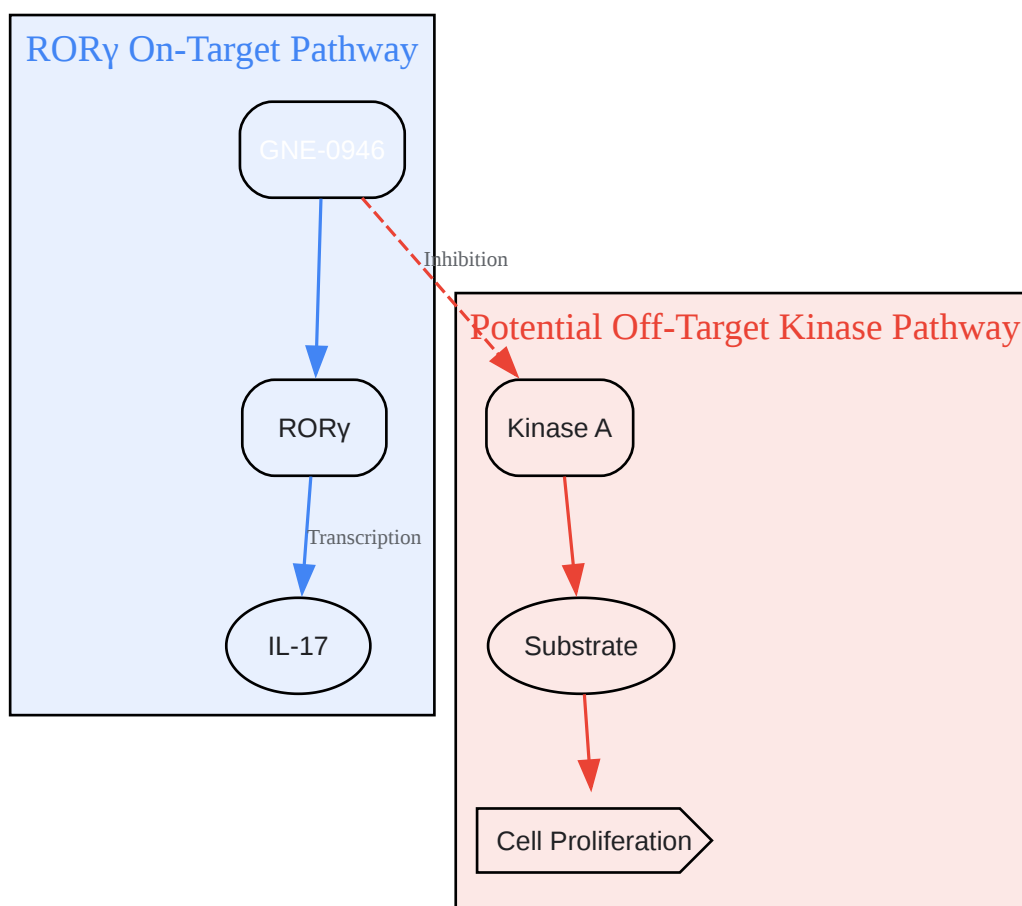 RORγ On-Target Pathway
GNE-0946
Inhibition
Potential Off-Target Kinase Pathway
RORγ
Kinase A
Transcription
IL-17
Substrate
Cell Proliferation